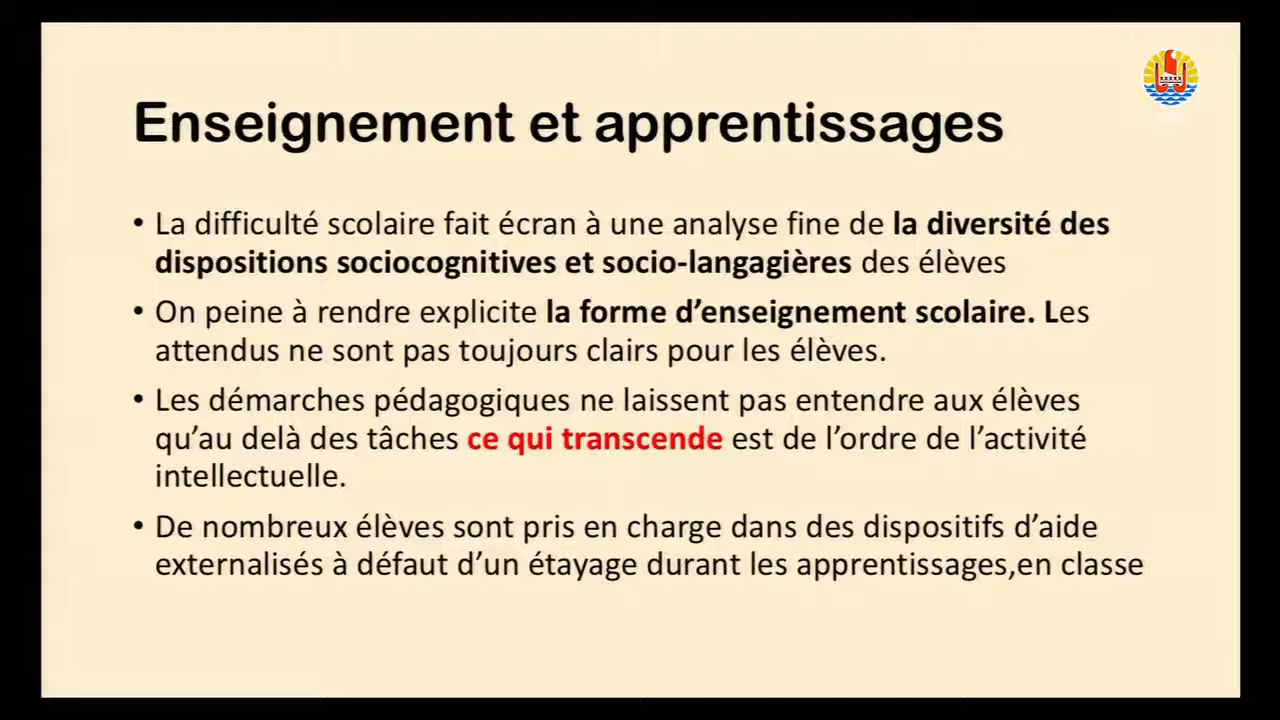 Enseignement et apprentissages
• La difficulté scolaire fait écran à une analyse fine de la diversité des
dispositions sociocognitives et socio-langagières des élèves
• On peine à rendre explicite la forme d’enseignement scolaire. Les
attendus ne sont pas toujours clairs pour les élèves.
• Les démarches pédagogiques ne laissent pas entendre aux élèves
qu’au delà des tâches ce qui transcende est de l’ordre de l’activité
intellectuelle.
• De nombreux élèves sont pris en charge dans des dispositifs d’aide
externalisés à défaut d’un étayage durant les apprentissages,en classe